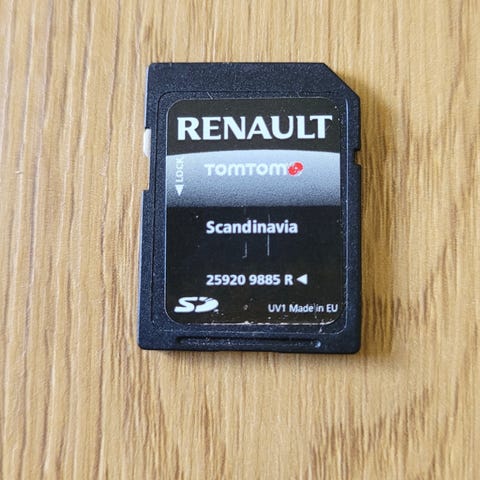 RENAULT
LOCK
TOMTOM
Scandinavia
25920 9885 R
SD
UV1 Made in EU